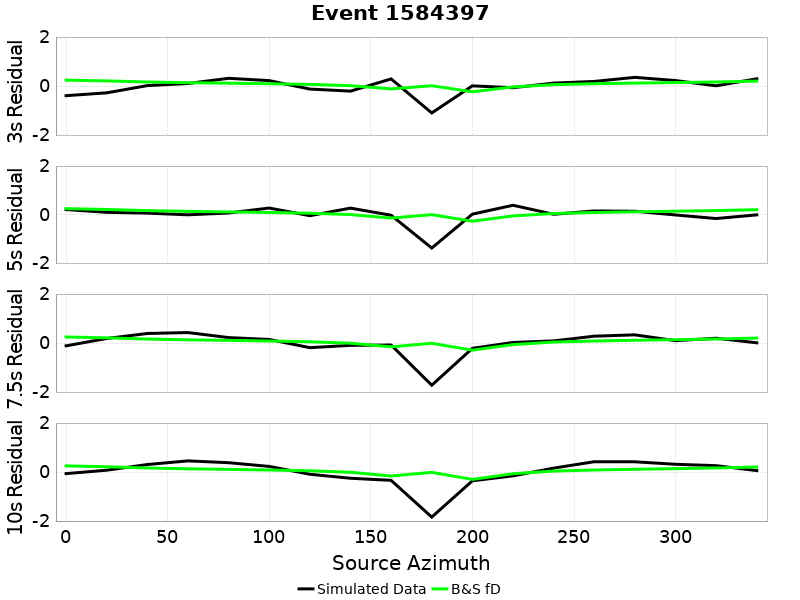 Event 1584397
3s Residual
2
0
-2
5s Residual
2
0
-2
7.5s Residual
2
0
-2
10s Residual
2
0
-2
0 50 100 150 200 250 300
Source Azimuth
Simulated Data B&S fD